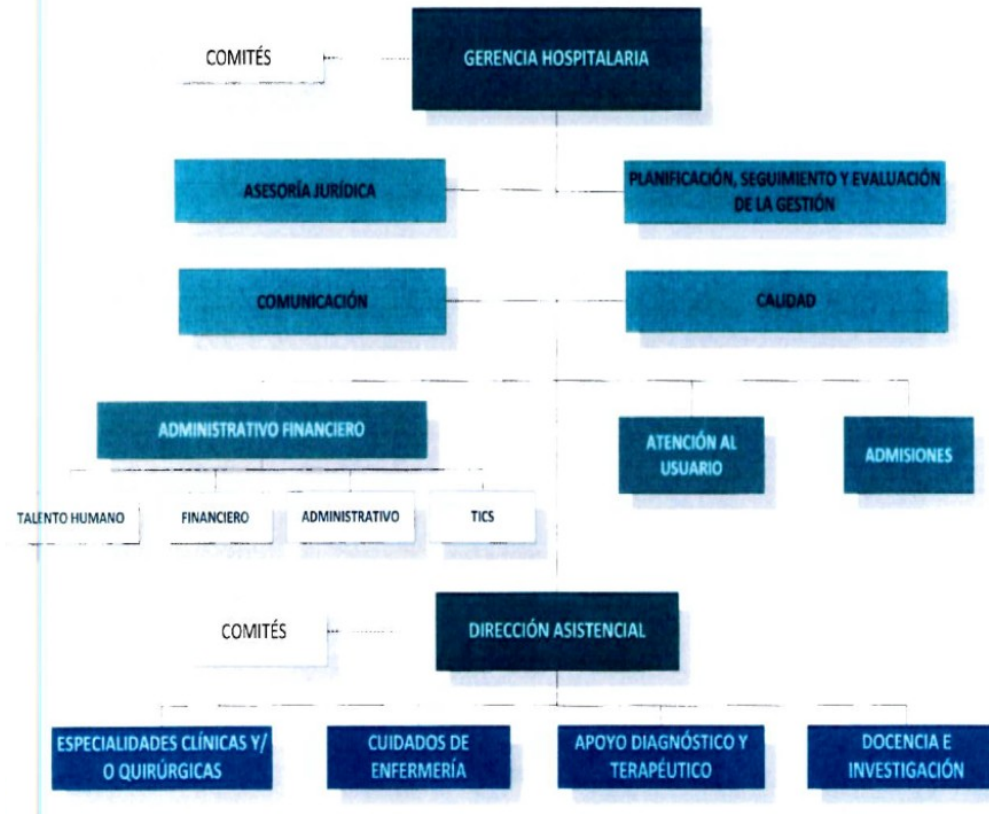 COMITÉS
GERENCIA HOSPITALARIA
ASESORÍA JURÍDICA
PLANIFICACIÓN, SEGUIMIENTO Y EVALUACIÓN
DE LA GESTIÓN
COMUNICACIÓN
CALIDAD
ADMINISTRATIVO FINANCIERO
ATENCIÓN AL
USUARIO
ADMISIONES
TALENTO HUMANO
FINANCIERO
ADMINISTRATIVO
TICS
COMITÉS
DIRECCIÓN ASISTENCIAL
ESPECIALIDADES CLÍNICAS Y/
O QUIRÚRGICAS
CUIDADOS DE
ENFERMERÍA
APOYO DIAGNÓSTICO Y
TERAPÉUTICO
DOCENCIA E
INVESTIGACIÓN